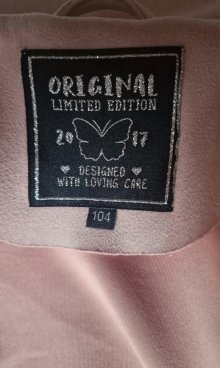 ORIGINAL
LIMITED EDITION
20 17
DESIGNED
WITH LOVING CARE
104